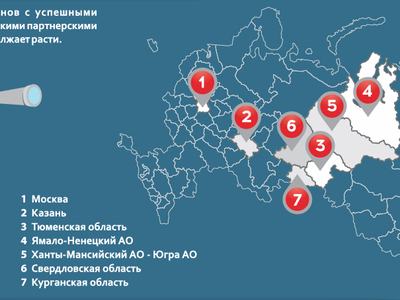 нов с успешными
скими партнерскими
лжает расти.
1
2
3
4
5
6
7
1 Москва
2 Казань
3 Тюменская область
4 Ямало-Ненецкий АО
5 Ханты-Мансийский АО - Югра АО
6 Свердловская область
7 Курганская область